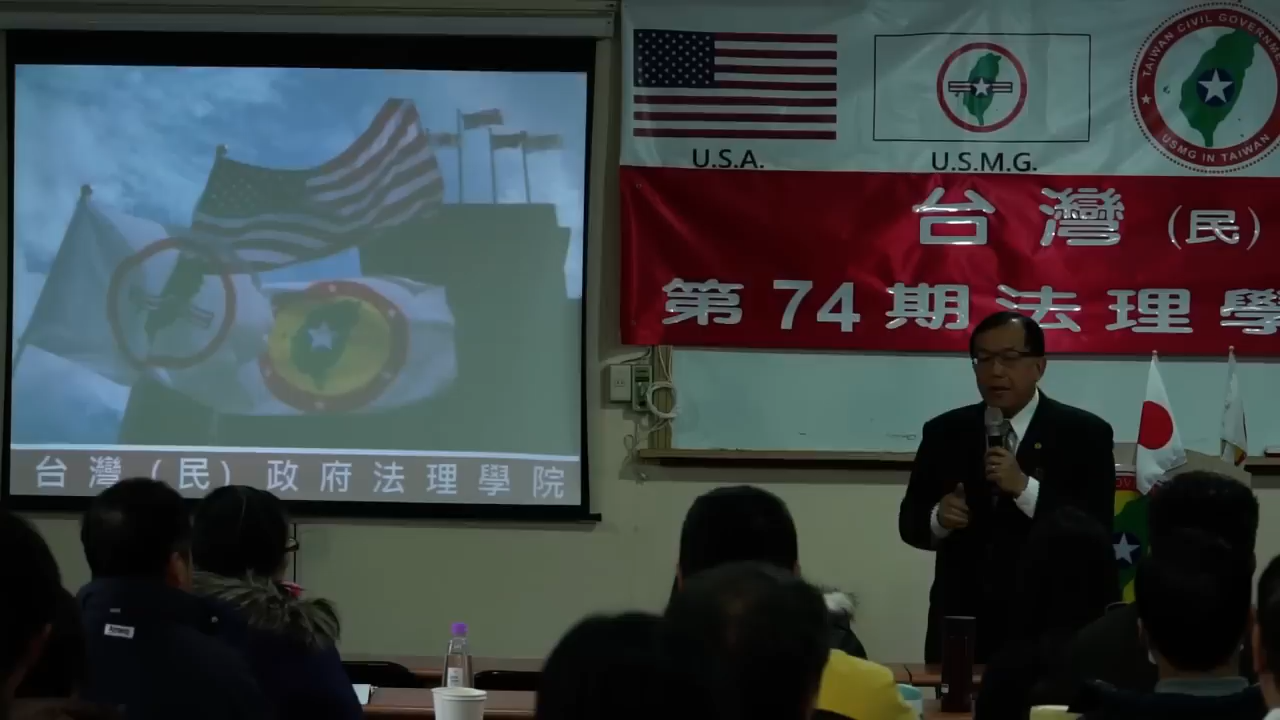 台灣(民)政府法理學院
U.S.A.
U.S.M.G.
TAIWAN CIVIL GOVERNM
USMG IN TAIWAN
台灣(民)
第74期法理學